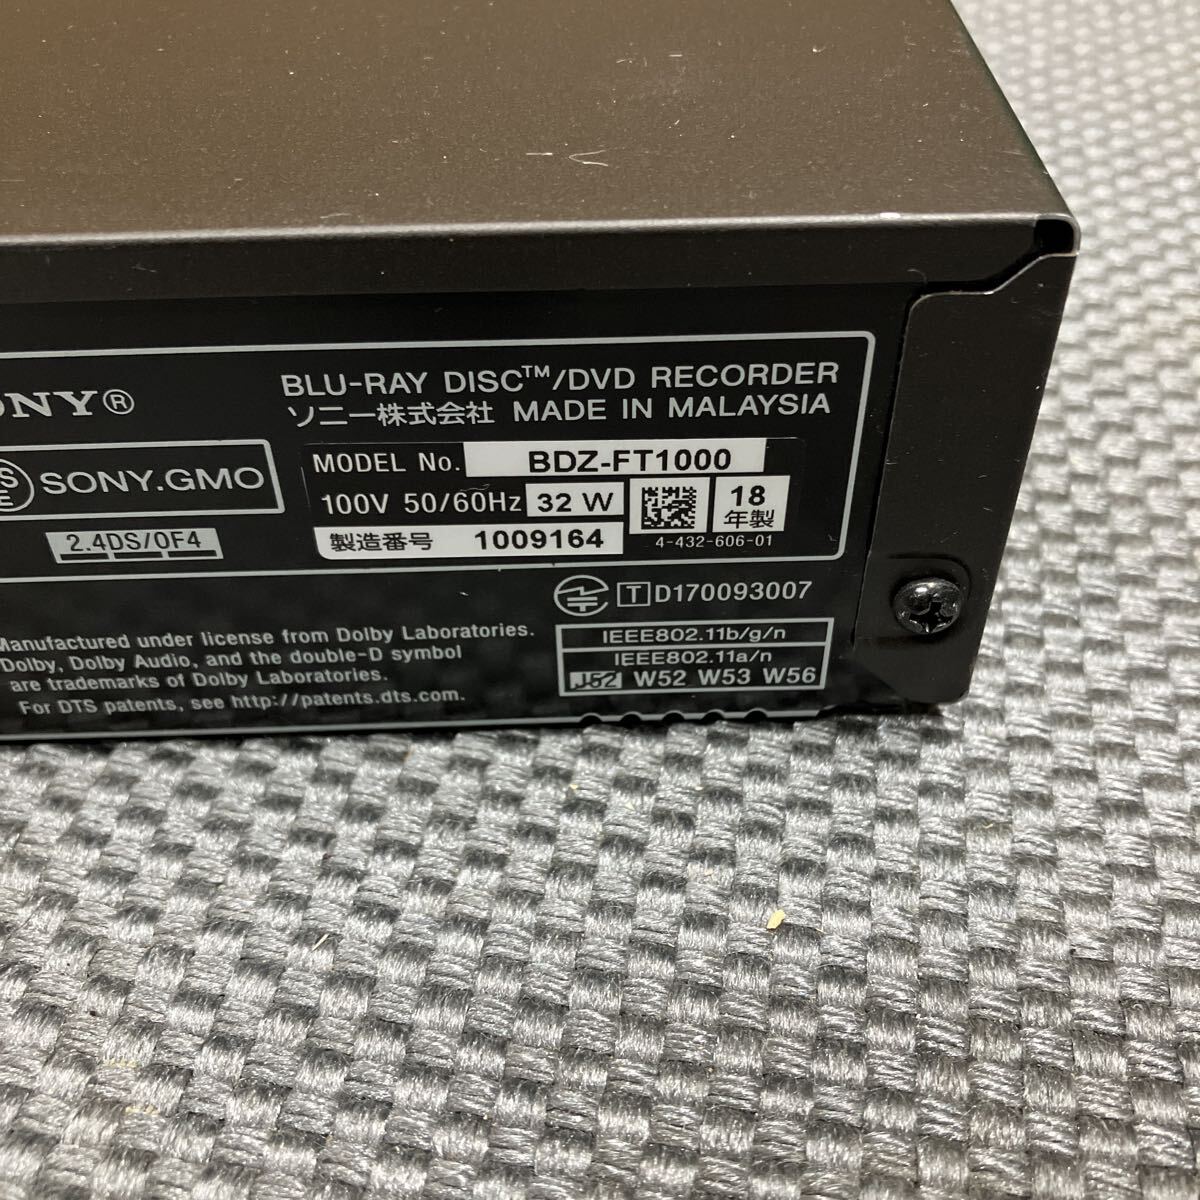 BLU-RAY DISC™/DVD RECORDER
ソニー株式会社 MADE IN MALAYSIA
SONY.GMO
MODEL No. BDZ-FT1000
100V 50/60Hz 32 W
18
年製
製造番号 1009164
4-432-606-01
2.4DS/OF4
T D170093007
Manufactured under license from Dolby Laboratories.
Dolby, Dolby Audio, and the double-D symbol
are trademarks of Dolby Laboratories.
For DTS patents, see http://patents.dts.com.
IEEE802.11b/g/n
IEEE802.11a/n
J52 W52 W53 W56